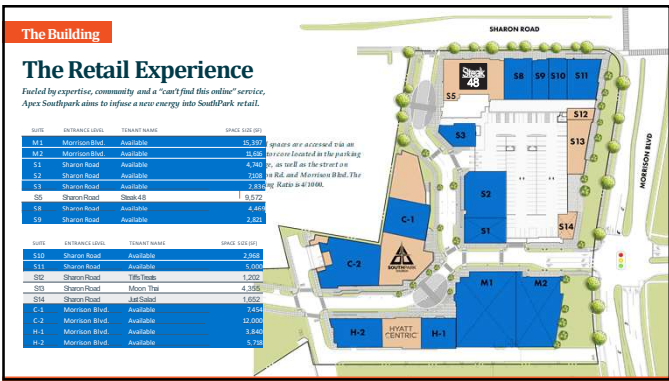 The Building
The Retail Experience
Fueled by expertise, community and a "can't find this online" service,
Apex Southpark aims to infuse a new energy into SouthPark retail.
SUITE ENTRANCE LEVEL TENANT NAME SPACE SIZE (SF)
M1 Morrison Blvd. Available 15,397
M2 Morrison Blvd. Available 11,616
S1 Sharon Road Available 4,740
S2 Sharon Road Available 7,108
S3 Sharon Road Available 2,836
S5 Sharon Road Steak 48 9,572
S8 Sharon Road Available 4,469
S9 Sharon Road Available 2,821
spaces are accessed via an
core located in the parking
as well as the street on
Rd. and Morrison Blvd. The
Ratio is 4/1000.
SUITE ENTRANCE LEVEL TENANT NAME SPACE SIZE (SF)
S10 Sharon Road Available 2,968
S11 Sharon Road Available 5,000
S12 Sharon Road Tiffs Treats 1,202
S13 Sharon Road Moon Thai 4,355
S14 Sharon Road Just Salad 1,652
C-1 Morrison Blvd. Available 7,454
C-2 Morrison Blvd. Available 12,000
H-1 Morrison Blvd. Available 3,840
H-2 Morrison Blvd. Available 5,718
SHARON ROAD
Steak
48
S5
S8
S9
S10
S11
S12
S13
S3
S2
S1
S14
MORRISON BLVD
C-1
C-2
SOUTHPARK
CHURCH
M1
M2
H-2
HYATT
CENTRIC
H-1